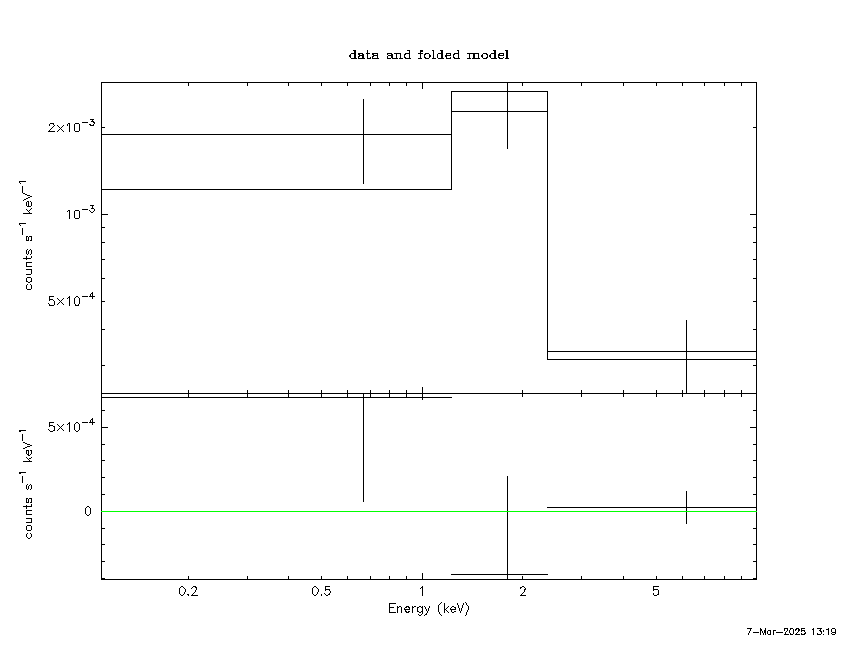 data and folded model
2×10⁻³
10⁻³
5×10⁻⁴
counts s⁻¹ keV⁻¹
5×10⁻⁴
0
counts s⁻¹ keV⁻¹
0.2 0.5 1 2 5
Energy (keV)
7-Mar-2025 13:19